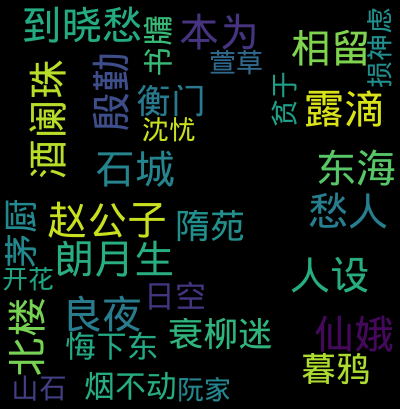 到晓愁
书牖
本为
萱草
相留
损神虑
酒阑珠
殷勤
衡门
沈忧
贫于
露滴
石城
东海
茅厨
赵公子
隋苑
愁人
朗月生
开花
人设
良夜
日空
北楼
悔下东
衰柳迷
仙娥
暮鸦
山石
烟不动
阮家